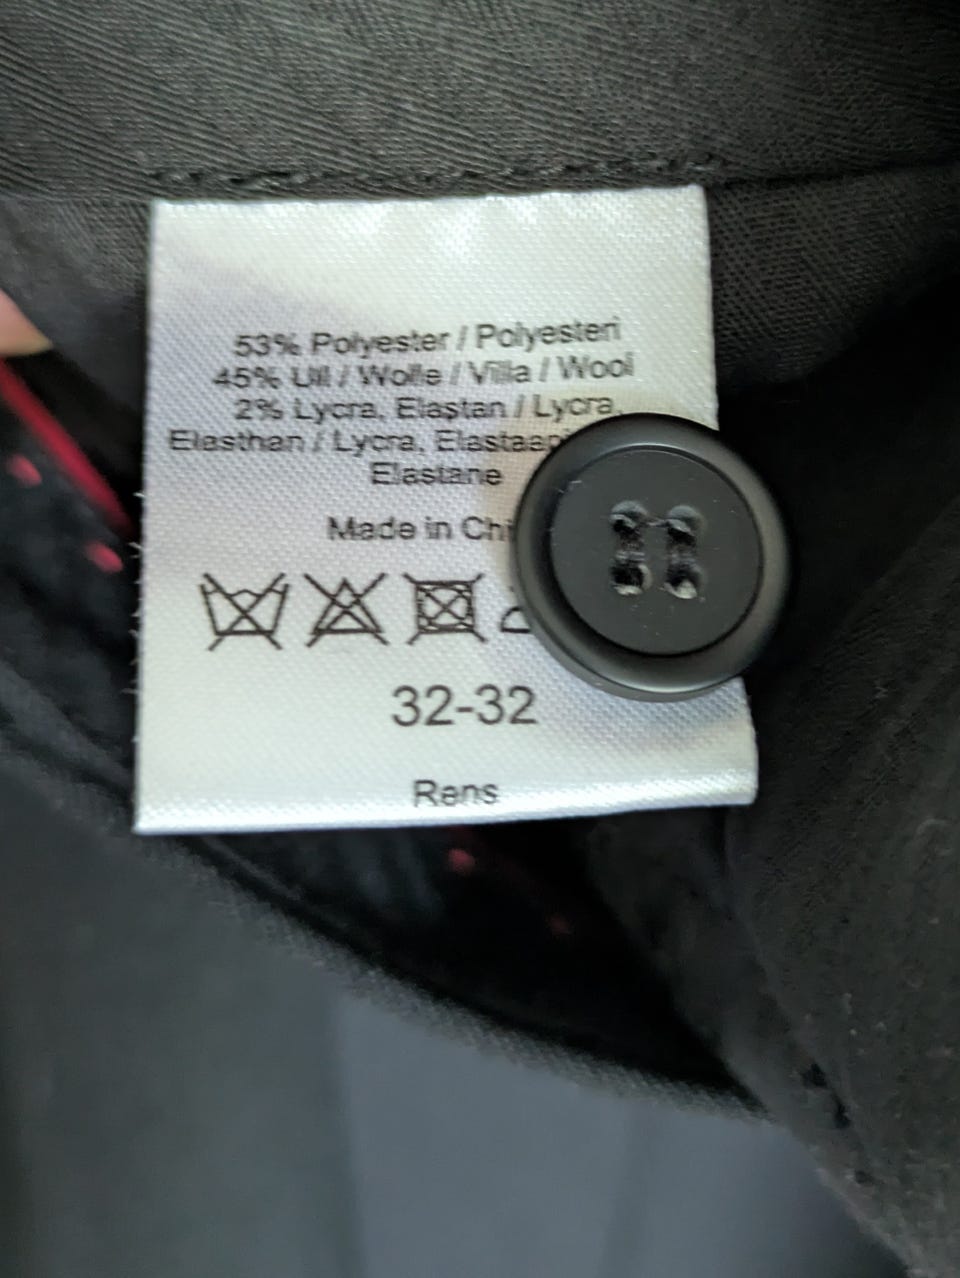 53% Polyester / Polyesteri
45% Ull / Wolle / Villa / Wool
2% Lycra, Elastan / Lycra,
Elasthan / Lycra,
Elastane
Made in
32-32
Rens